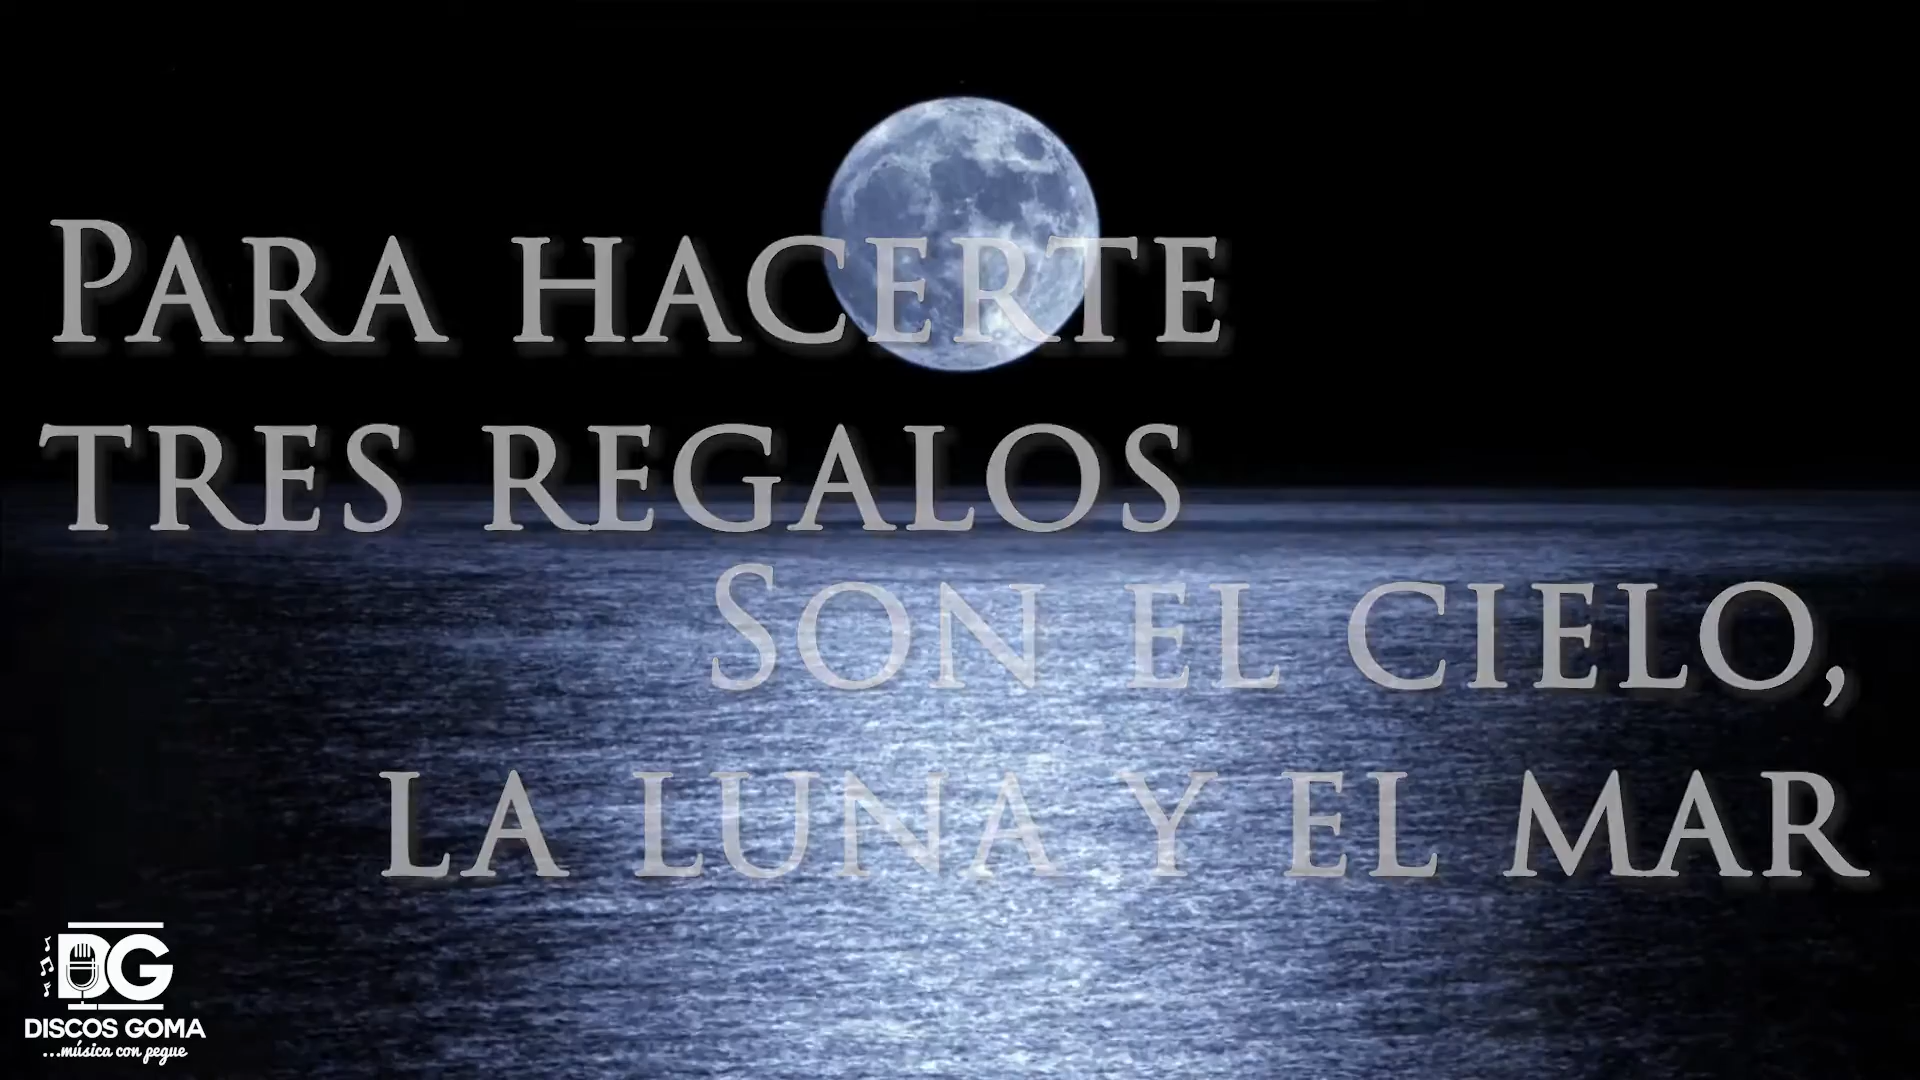 Para hacerte
tres regalos
Son el cielo,
la luna y el mar
DG
DISCOS GOMA
...música con pegue